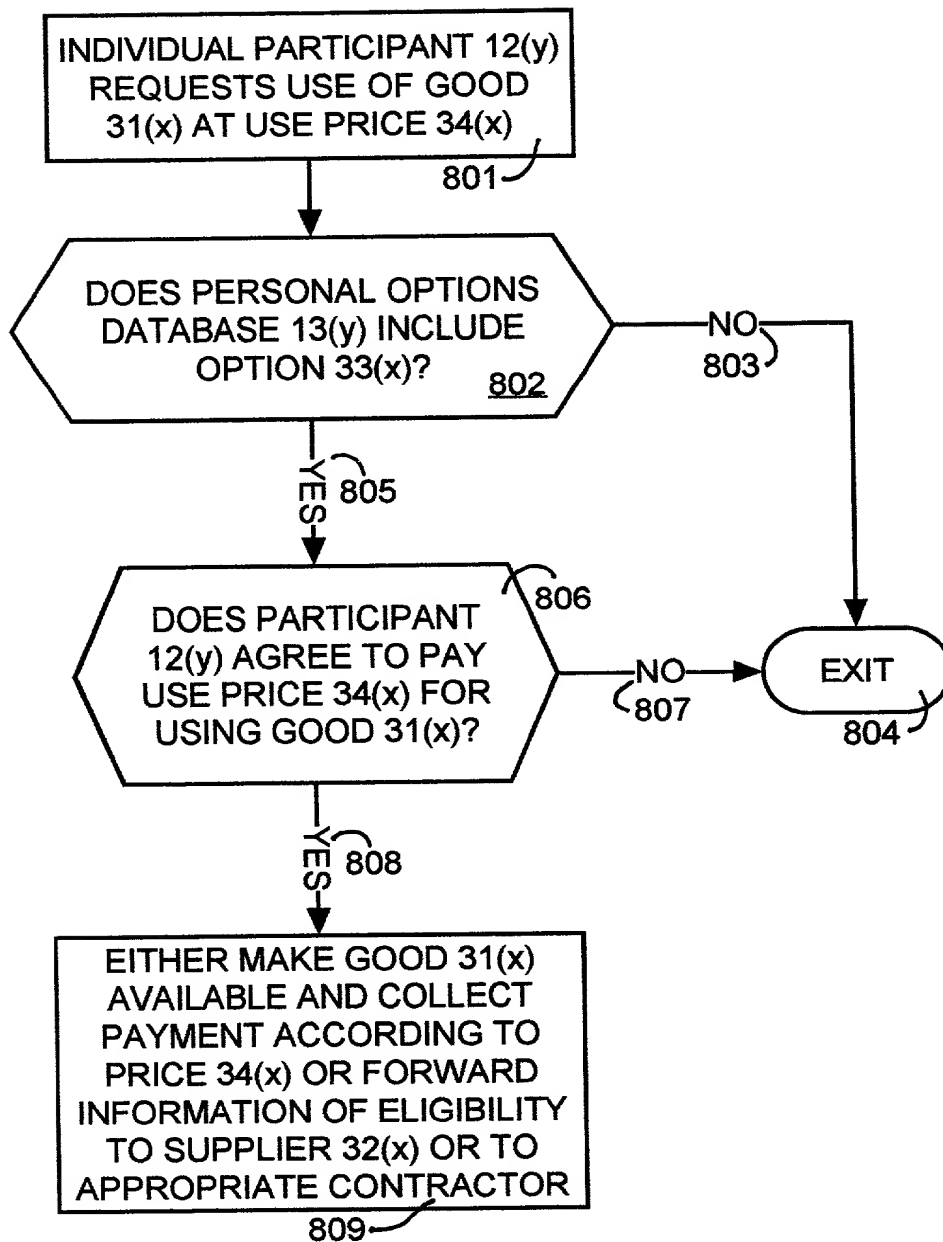 INDIVIDUAL PARTICIPANT 12(y)
REQUESTS USE OF GOOD
31(x) AT USE PRICE 34(x)
801
DOES PERSONAL OPTIONS
DATABASE 13(y) INCLUDE
OPTION 33(x)?
802
NO
803
YES
805
DOES PARTICIPANT
12(y) AGREE TO PAY
USE PRICE 34(x) FOR
USING GOOD 31(x)?
806
NO
807
EXIT
804
YES
808
EITHER MAKE GOOD 31(x)
AVAILABLE AND COLLECT
PAYMENT ACCORDING TO
PRICE 34(x) OR FORWARD
INFORMATION OF ELIGIBILITY
TO SUPPLIER 32(x) OR TO
APPROPRIATE CONTRACTOR
809